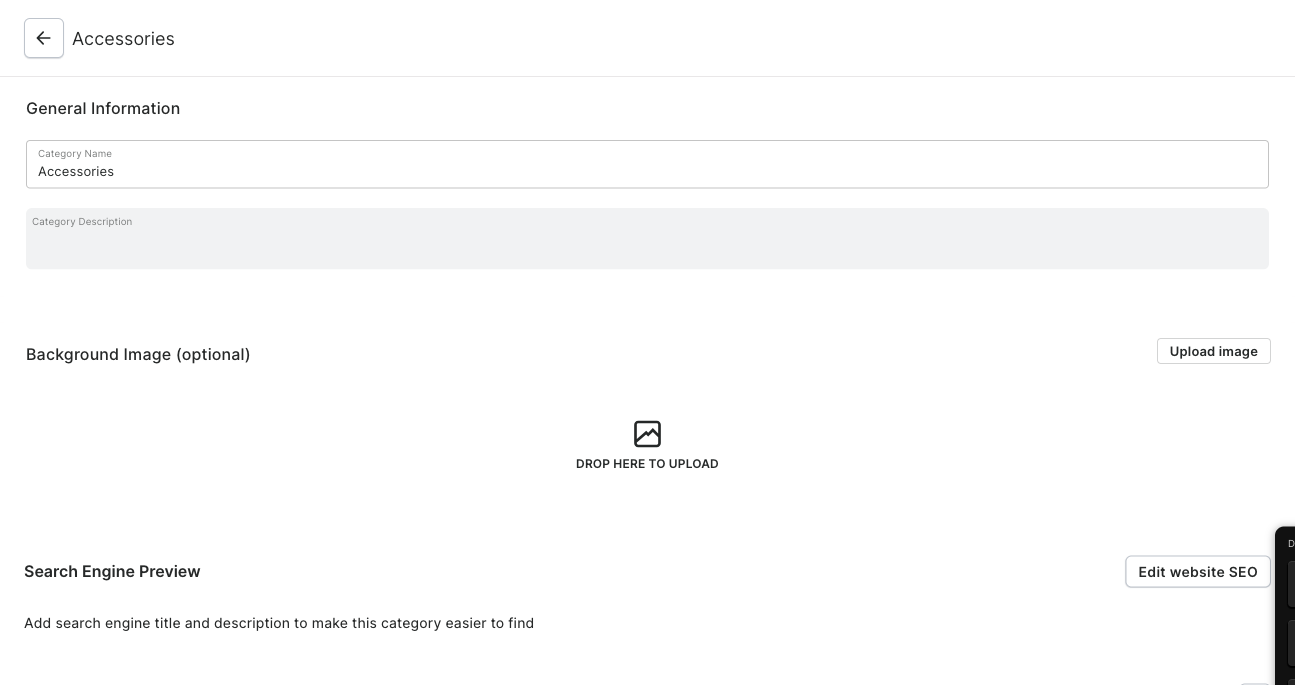 Accessories
General Information
Category Name
Accessories
Category Description
Background Image (optional)
Upload image
DROP HERE TO UPLOAD
Search Engine Preview
Edit website SEO
Add search engine title and description to make this category easier to find